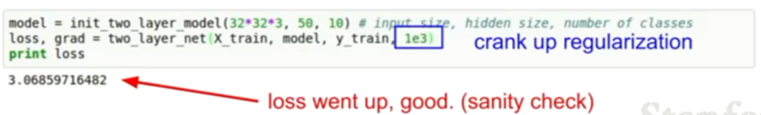 model = init_two_layer_model(32*32*3, 50, 10) # input size, hidden size, number of classes
loss, grad = two_layer_net(X_train, model, y_train, 1e3)
crank up regularization
print loss
3.06859716482
loss went up, good. (sanity check)